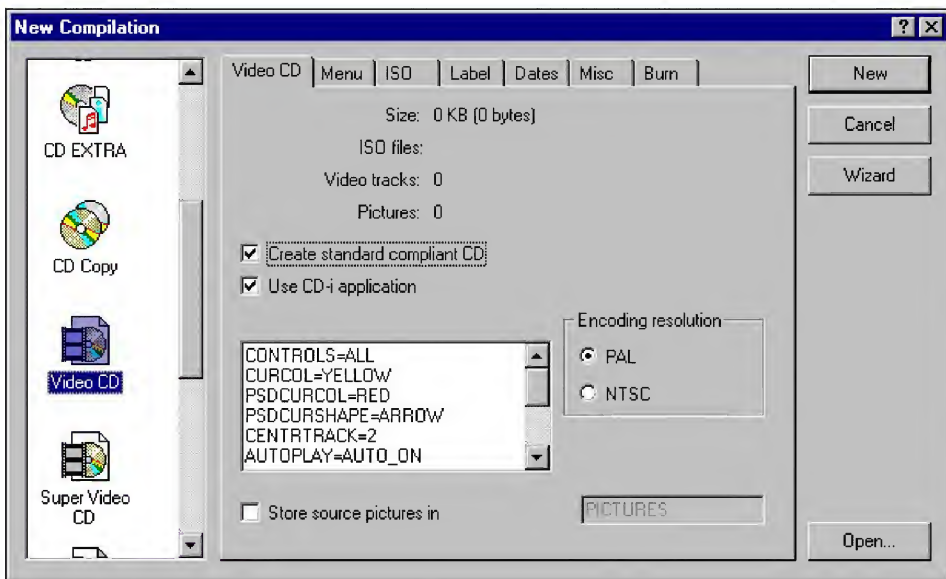 New Compilation
CD EXTRA
CD Copy
Video CD
Super Video
CD
Video CD
Menu
ISO
Label
Dates
Misc
Burn
Size: 0 KB (0 bytes)
ISO files:
Video tracks: 0
Pictures: 0
Create standard compliant CD
Use CD-i application
CONTROLS=ALL
CURCOL=YELLOW
PSDCURCOL=RED
PSDCURSHAPE=ARROW
CENTRTRACK=2
AUTOPLAY=AUTO_ON
Encoding resolution
PAL
NTSC
Store source pictures in
PICTURES
New
Cancel
Wizard
Open...